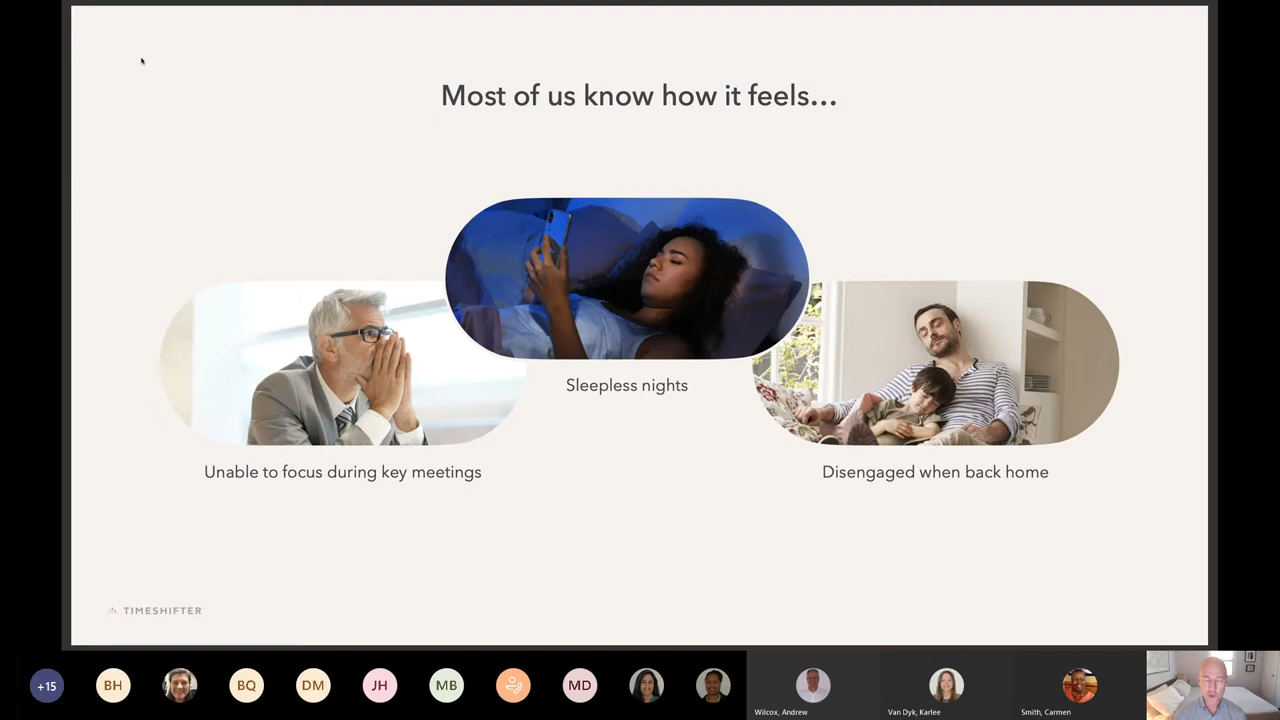 Most of us know how it feels...
Sleepless nights
Unable to focus during key meetings
Disengaged when back home
TIMESHIFTER
+15
BH
BQ
DM
JH
MB
MD
Wilcox, Andrew
Van Dyk, Karlee
Smith, Carmen